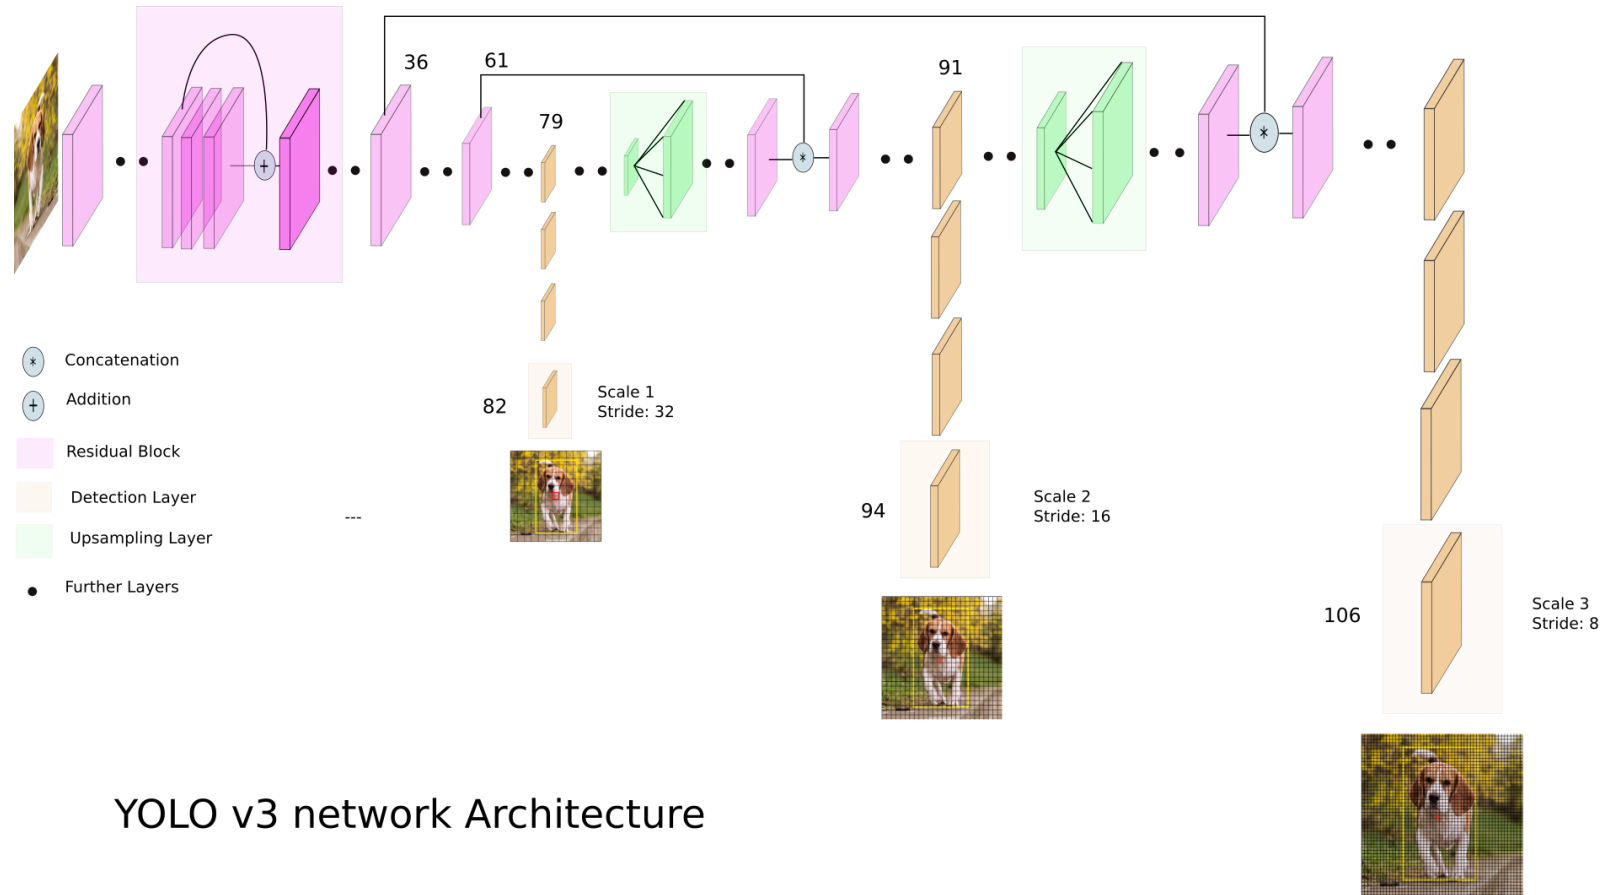 36
61
91
79
*
*
+
*
Concatenation
+
Addition
Residual Block
Detection Layer
Upsampling Layer
Further Layers
---
82
Scale 1
Stride: 32
94
Scale 2
Stride: 16
106
Scale 3
Stride: 8
YOLO v3 network Architecture